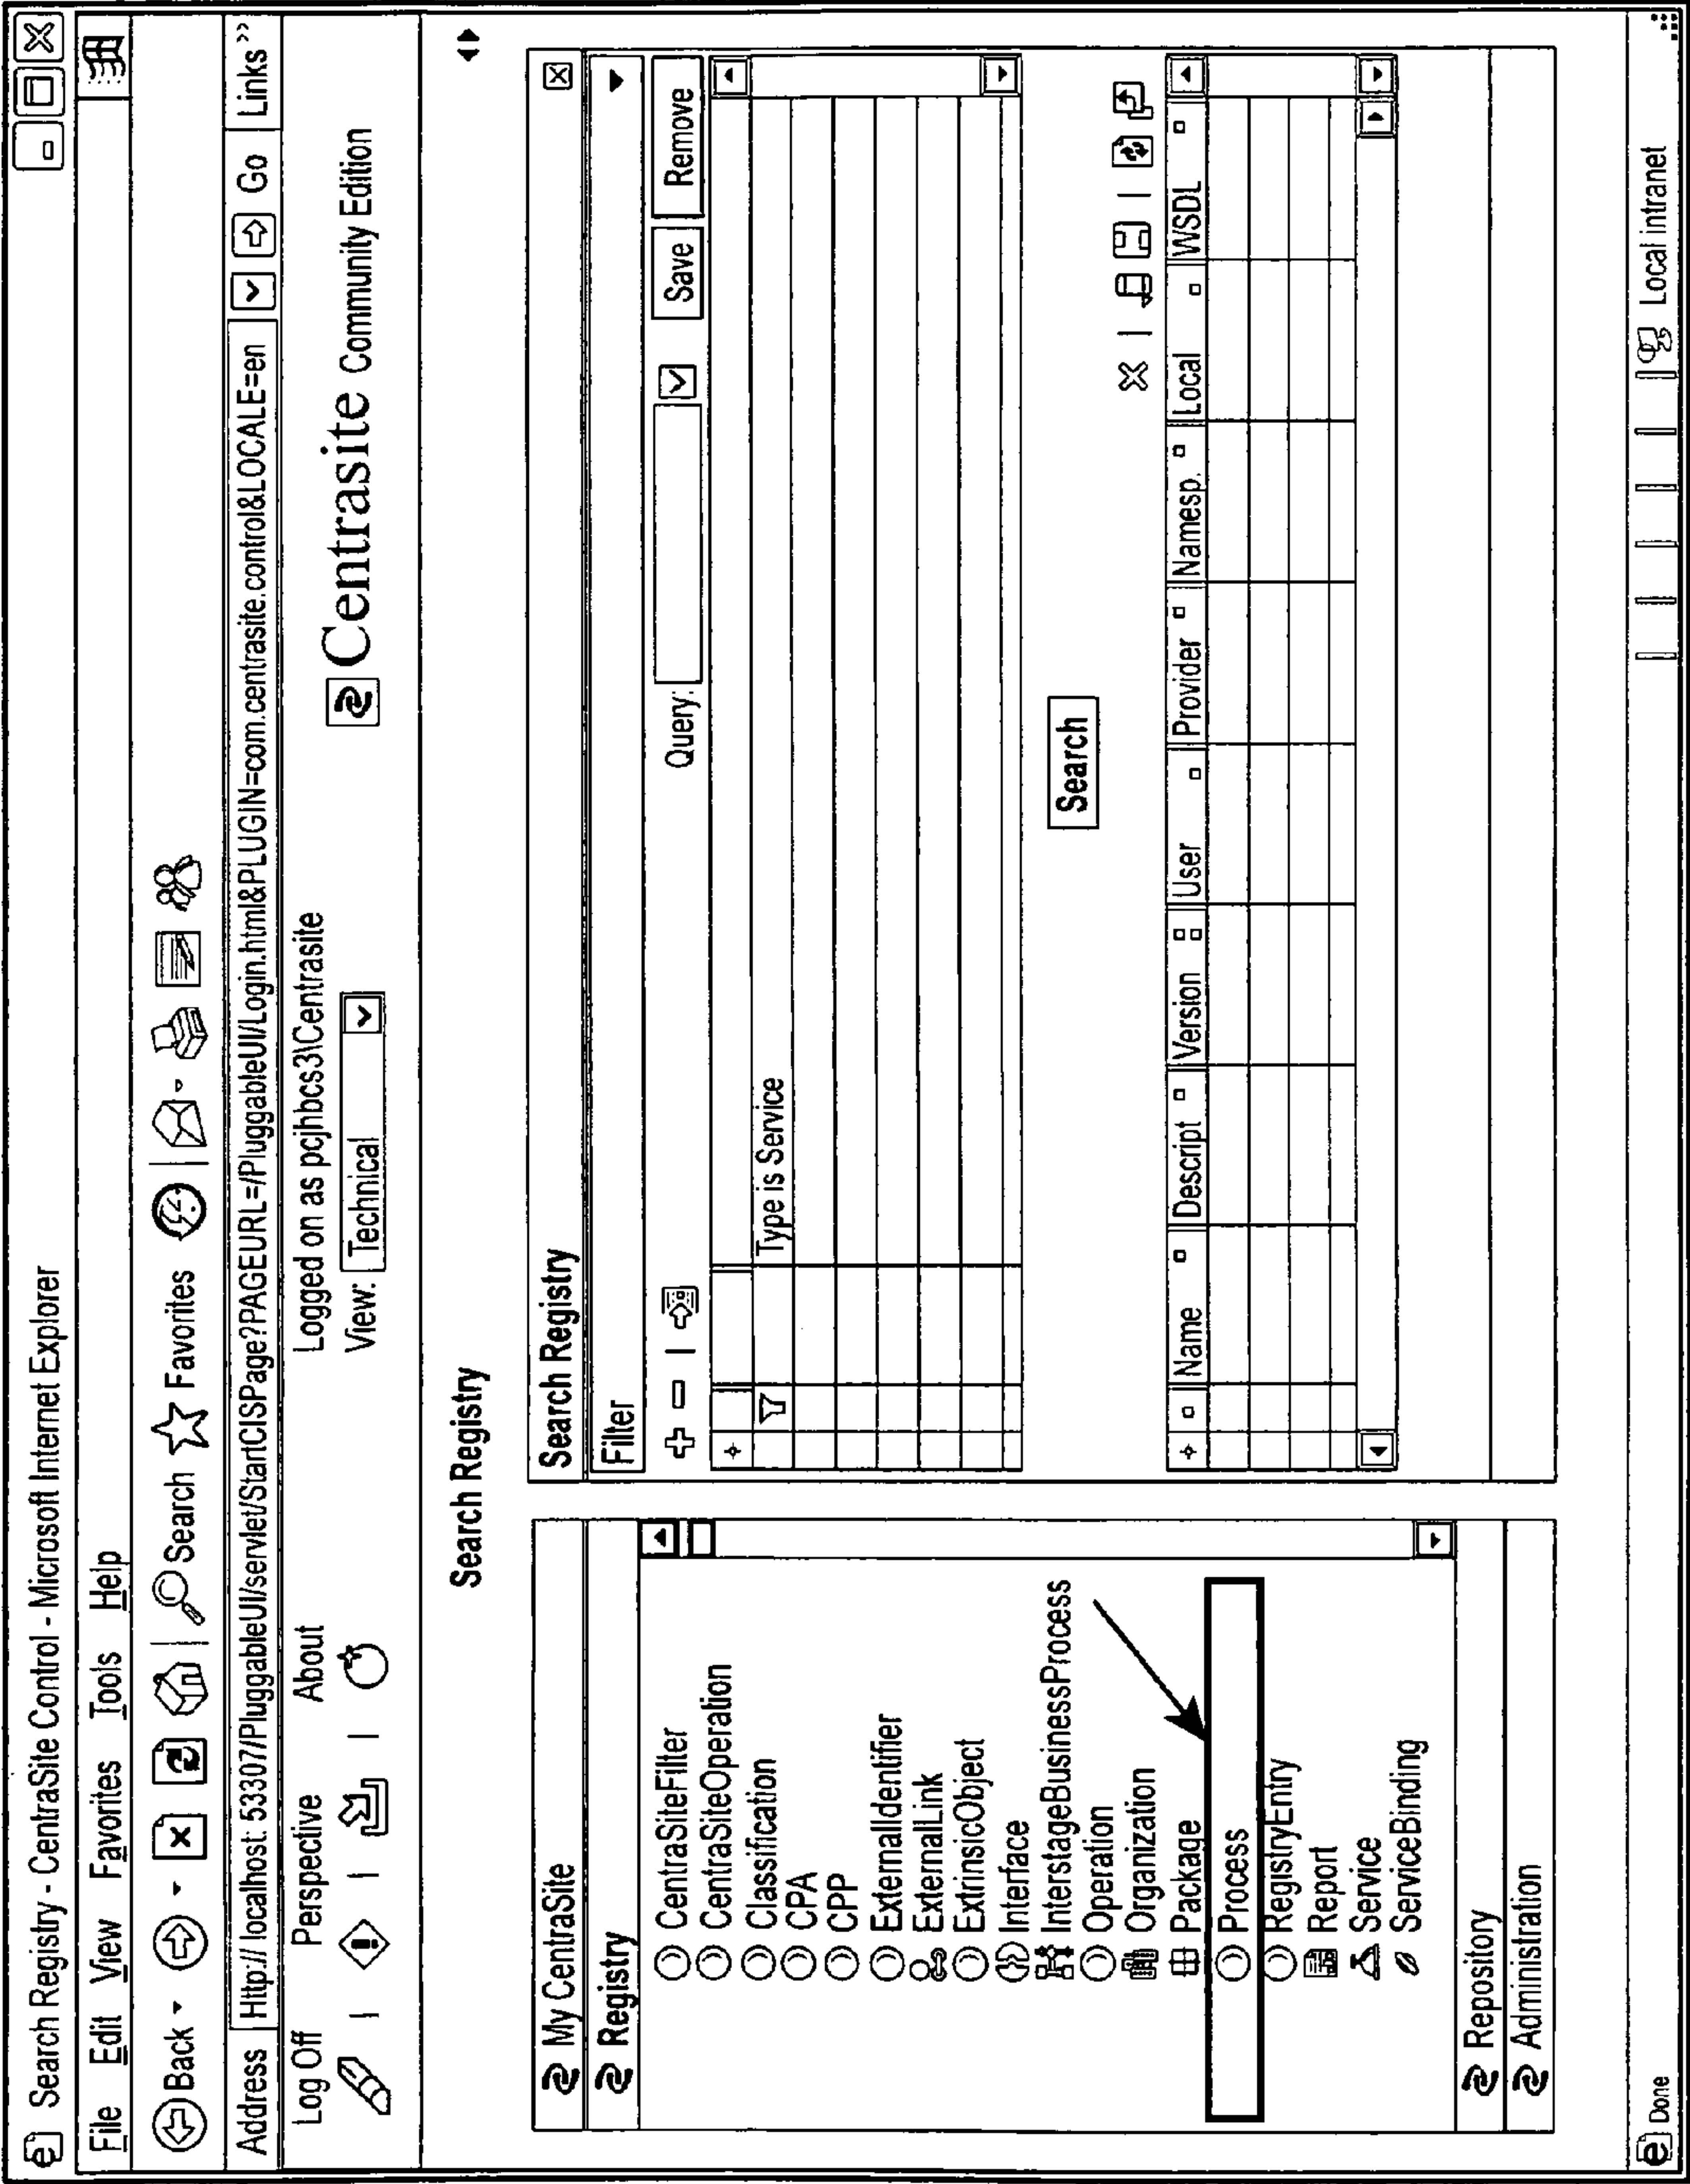 Search Registry - CentraSite Control - Microsoft Internet Explorer
File Edit View Favorites Tools Help
Back Search Favorites
Address Http:// localhost: 53307/PluggableUI/servlet/StartCISPage?PAGEURL=/PluggableUI/Login.html&PLUGIN=com.centrasite.control&LOCALE=en Go Links »
Log Off Perspective About Logged on as pcjhbcs3\Centrasite
View: Technical
Centrasite Community Edition
Search Registry
My CentraSite
Registry
CentraSiteFilter
CentraSiteOperation
Classification
CPA
CPP
ExternalIdentifier
ExternalLink
ExtrinsicObject
Interface
InterstageBusinessProcess
Operation
Organization
Package
Process
RegistryEntry
Report
Service
ServiceBinding
Repository
Administration
Search Registry
Filter
Query: Save Remove
Type is Service
Search
Name Descript Version User Provider Namesp. Local WSDL
Done Local intranet